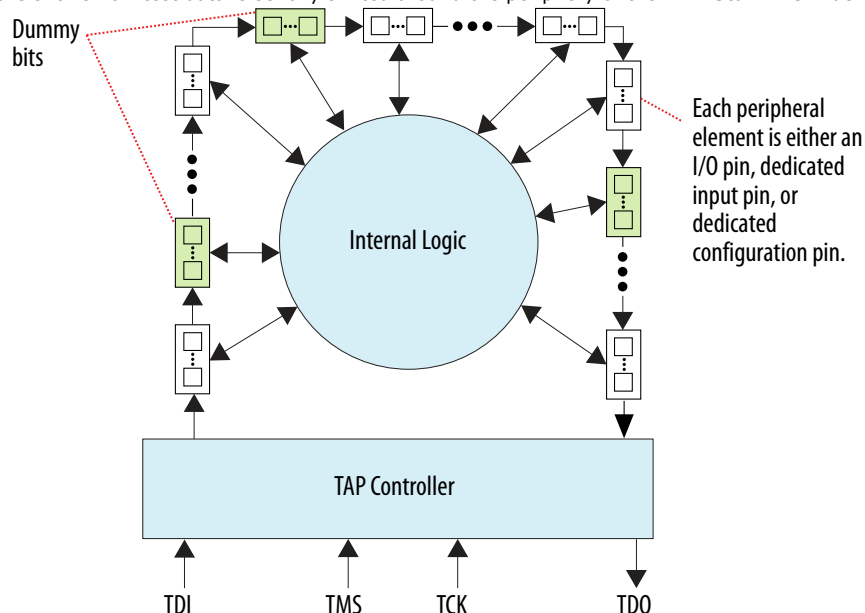 Dummy
bits
Each peripheral
element is either an
I/O pin, dedicated
input pin, or
dedicated
configuration pin.
Internal Logic
TAP Controller
TDI TMS TCK TDO